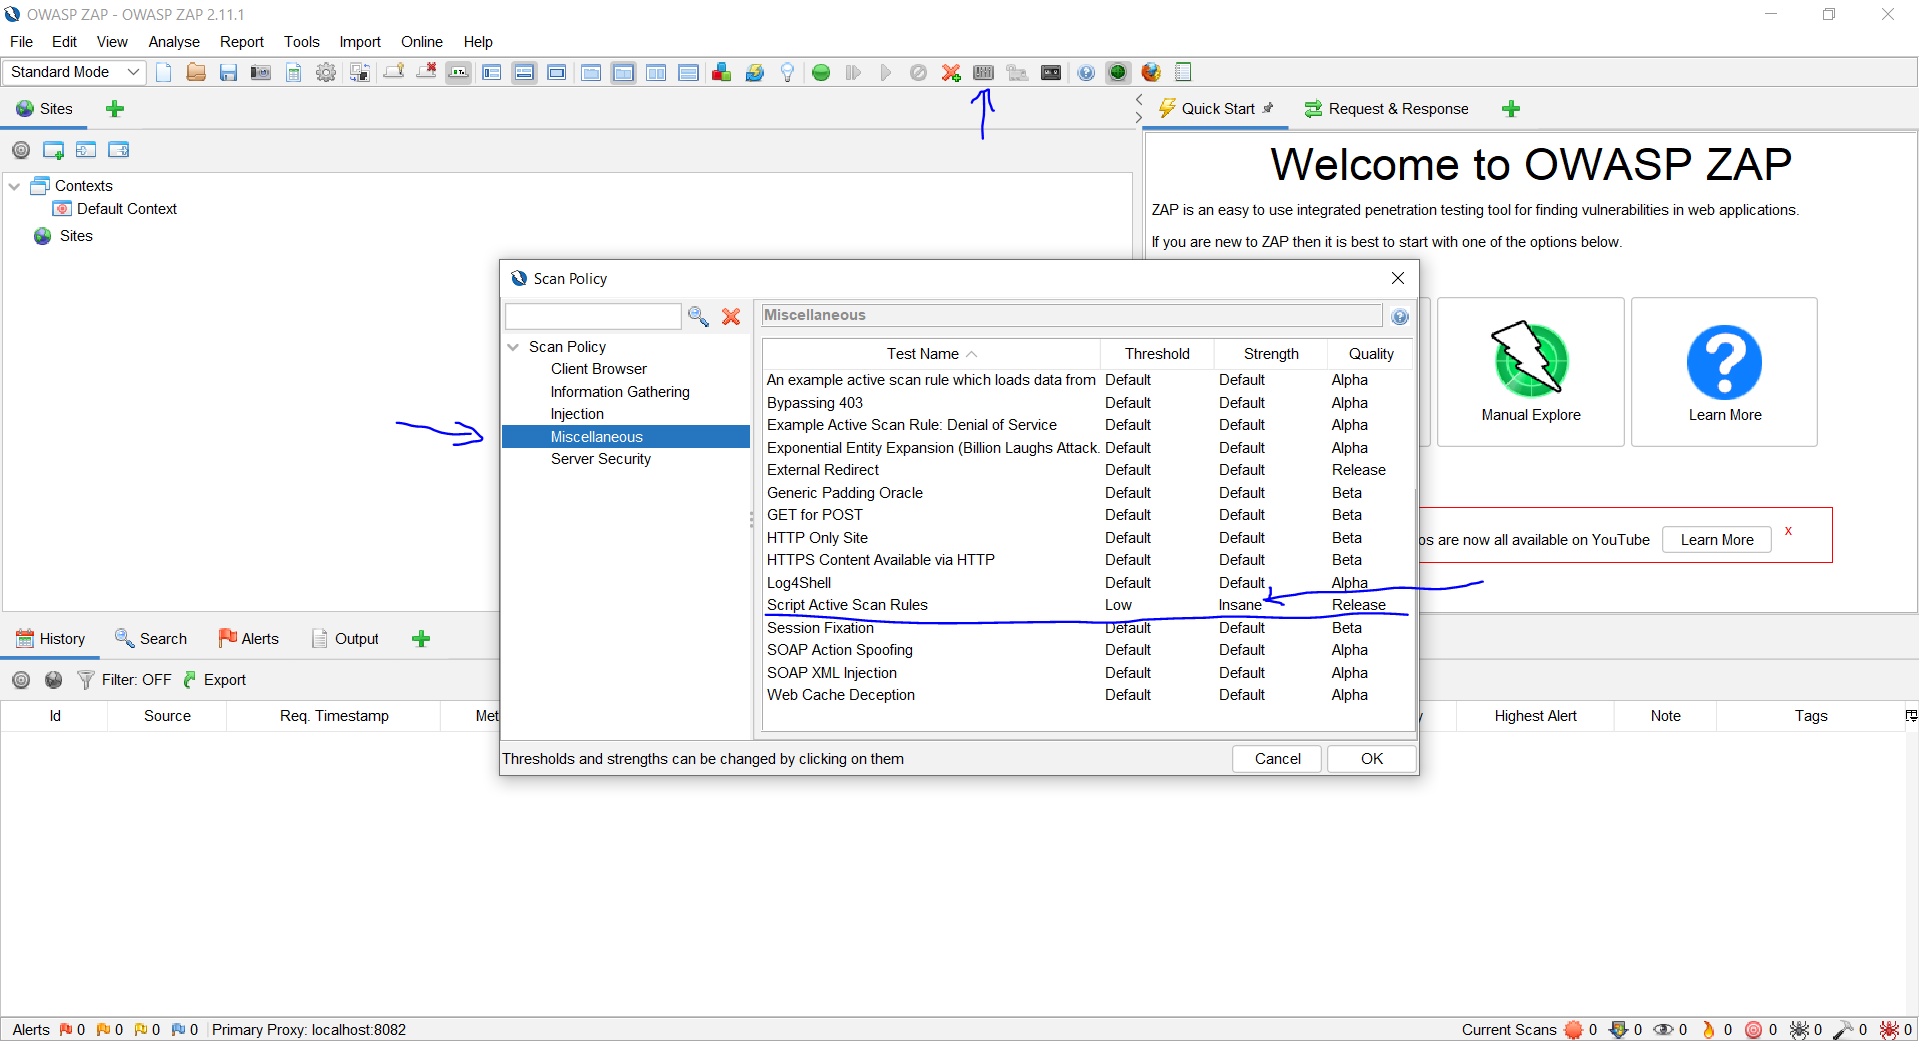 OWASP ZAP - OWASP ZAP 2.11.1
File Edit View Analyse Report Tools Import Online Help
Standard Mode
Sites
Quick Start Request & Response
Contexts
Default Context
Sites
Welcome to OWASP ZAP
ZAP is an easy to use integrated penetration testing tool for finding vulnerabilities in web applications.
If you are new to ZAP then it is best to start with one of the options below.
Manual Explore
Learn More
os are now all available on YouTube Learn More x
Scan Policy
Scan Policy
Client Browser
Information Gathering
Injection
Miscellaneous
Server Security
Miscellaneous
Test Name Threshold Strength Quality
An example active scan rule which loads data from Default Default Alpha
Bypassing 403 Default Default Alpha
Example Active Scan Rule: Denial of Service Default Default Alpha
Exponential Entity Expansion (Billion Laughs Attack. Default Default Alpha
External Redirect Default Default Release
Generic Padding Oracle Default Default Beta
GET for POST Default Default Beta
HTTP Only Site Default Default Beta
HTTPS Content Available via HTTP Default Default Beta
Log4Shell Default Default Alpha
Script Active Scan Rules Low Insane Release
Session Fixation Default Default Beta
SOAP Action Spoofing Default Default Alpha
SOAP XML Injection Default Default Alpha
Web Cache Deception Default Default Alpha
Thresholds and strengths can be changed by clicking on them Cancel OK
History Search Alerts Output
Filter: OFF Export
Id Source Req. Timestamp Met y Highest Alert Note Tags
Alerts 0 0 0 0 Primary Proxy: localhost:8082 Current Scans 0 0 0 0 0 0 0 0